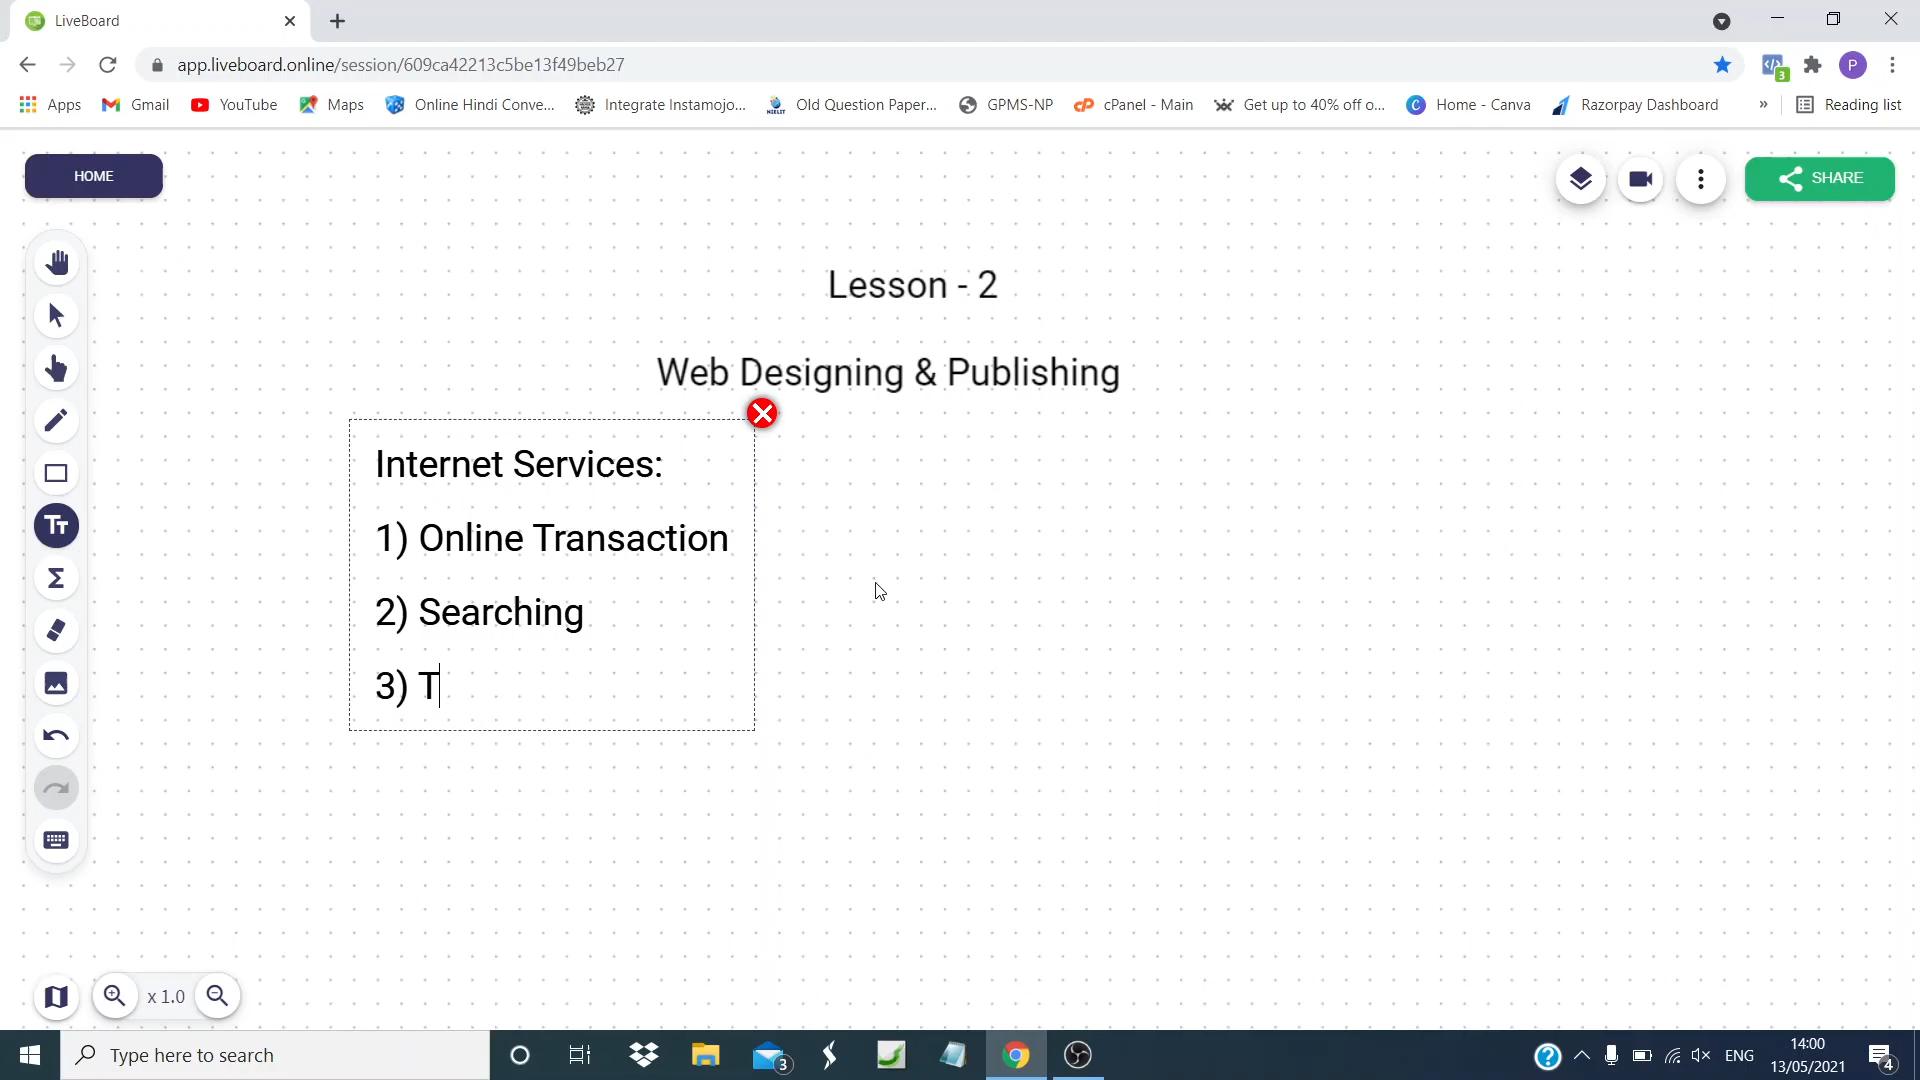 LiveBoard
app.liveboard.online/session/609ca42213c5be13f49beb27
P
3
Apps
Gmail
YouTube
Maps
Online Hindi Conve...
Integrate Instamojo...
Old Question Paper...
GPMS-NP
cPanel - Main
Get up to 40% off o...
Home - Canva
Razorpay Dashboard
»
Reading list
HOME
SHARE
Lesson - 2
Web Designing & Publishing
Internet Services:
1) Online Transaction
2) Searching
3) T
x 1.0
Type here to search
3
ENG
14:00
13/05/2021
4